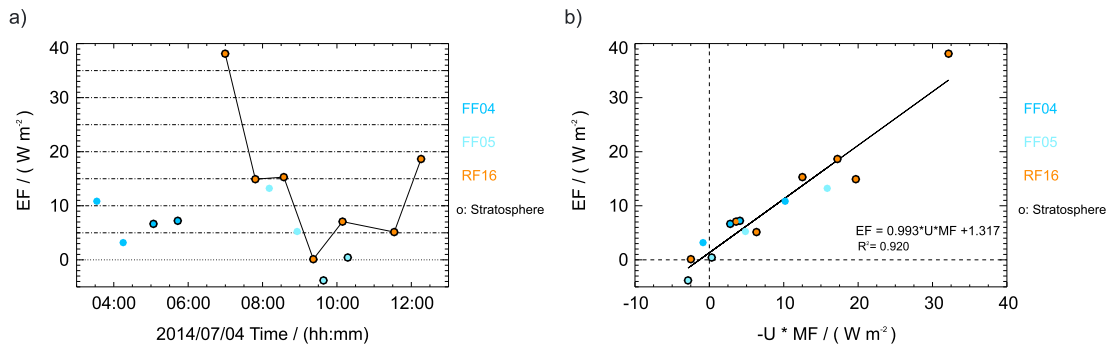 a)
EF / ( W m⁻² )
40
30
20
10
0
04:00 06:00 08:00 10:00 12:00
2014/07/04 Time / (hh:mm)
FF04
FF05
RF16
o: Stratosphere
b)
EF / ( W m⁻² )
40
30
20
10
0
EF = 0.993*U*MF +1.317
R²= 0.920
-10 0 10 20 30 40
-U * MF / ( W m⁻² )
FF04
FF05
RF16
o: Stratosphere